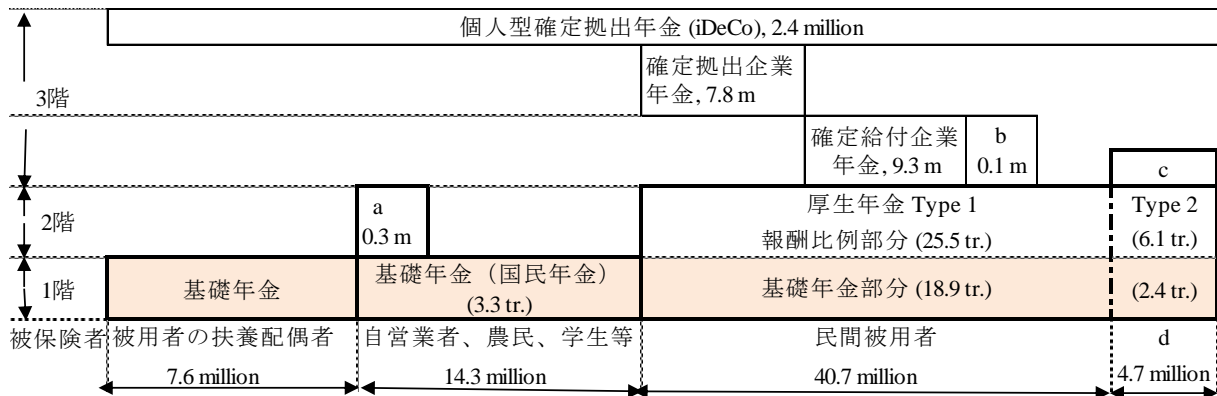 個人型確定拠出年金 (iDeCo), 2.4 million
確定拠出企業
年金, 7.8 m
3階
確定給付企業
年金, 9.3 m
b
0.1 m
c
a
0.3 m
2階
厚生年金 Type 1
報酬比例部分 (25.5 tr.)
Type 2
(6.1 tr.)
1階
基礎年金
基礎年金（国民年金）
(3.3 tr.)
基礎年金部分 (18.9 tr.)
(2.4 tr.)
被保険者
被用者の扶養配偶者
自営業者、農民、学生等
民間被用者
d
7.6 million
14.3 million
40.7 million
4.7 million